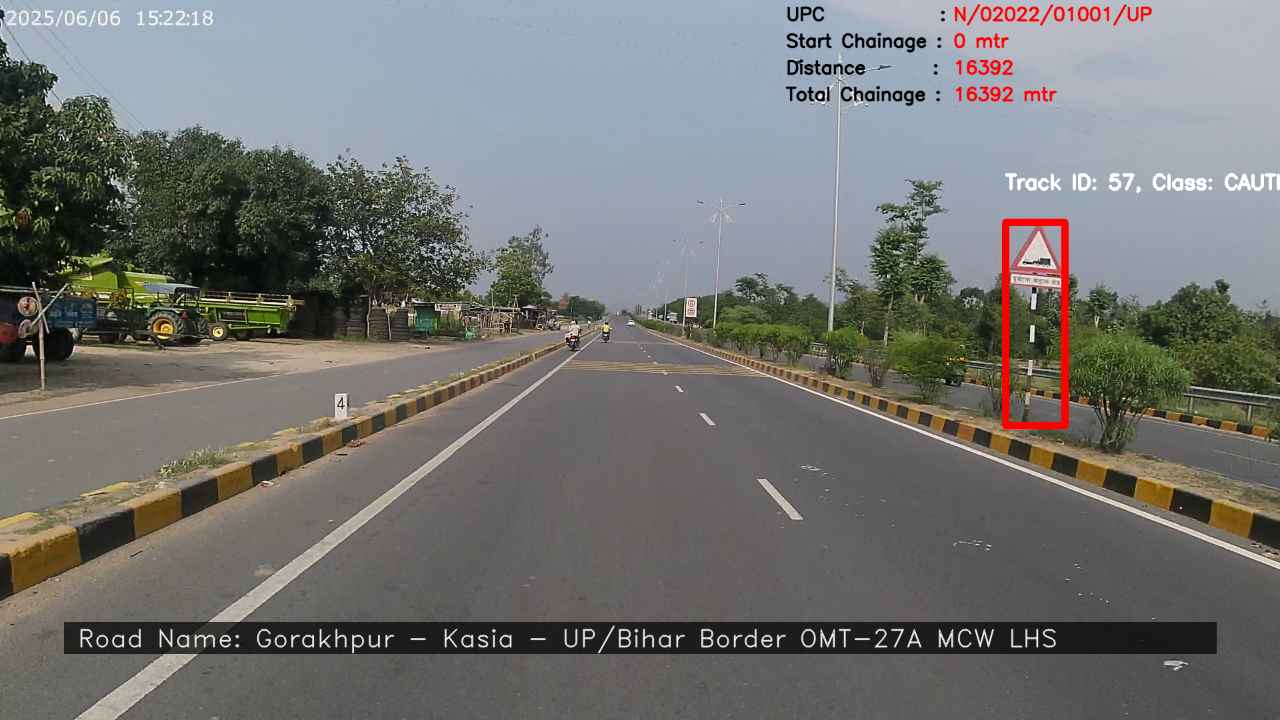 2025/06/06 15:22:18
UPC : N/02022/01001/UP
Start Chainage : 0 mtr
Distance : 16392
Total Chainage : 16392 mtr
Track ID: 57, Class: CAUTI
4
Road Name: Gorakhpur - Kasia - UP/Bihar Border OMT-27A MCW LHS